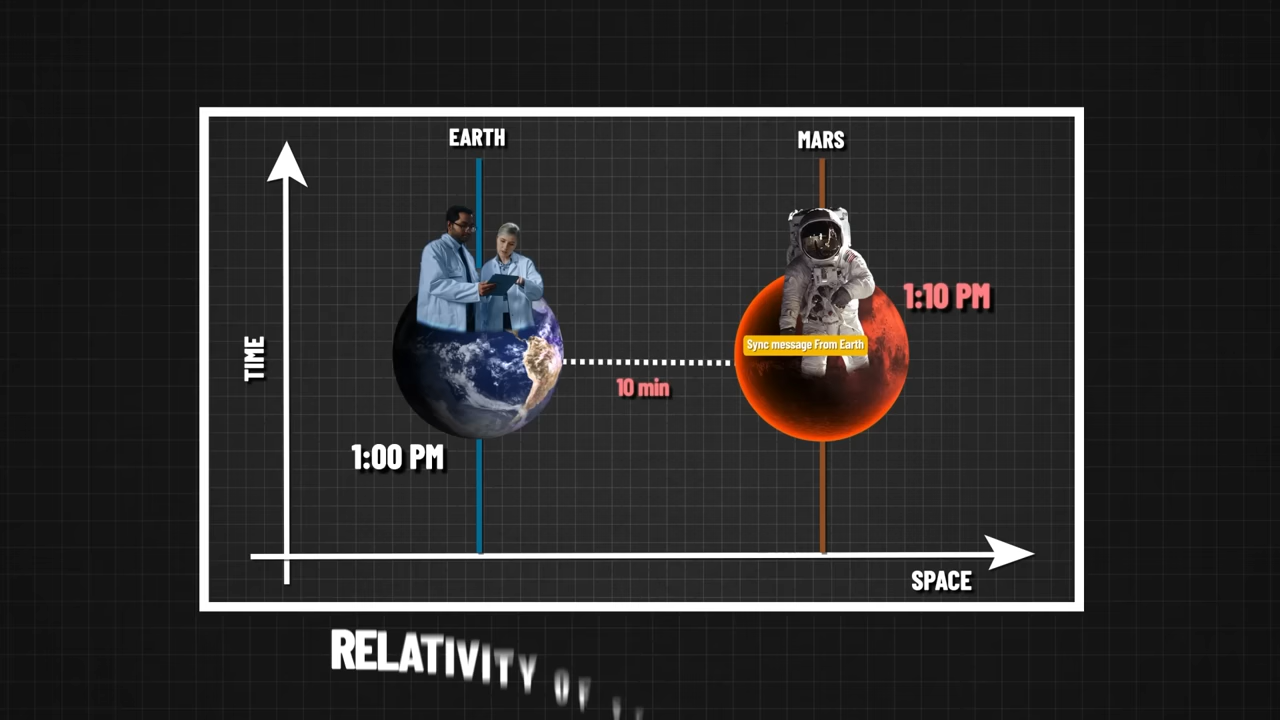 EARTH
MARS
1:10 PM
Sync message From Earth
TIME
10 min
1:00 PM
SPACE
RELATIVITY